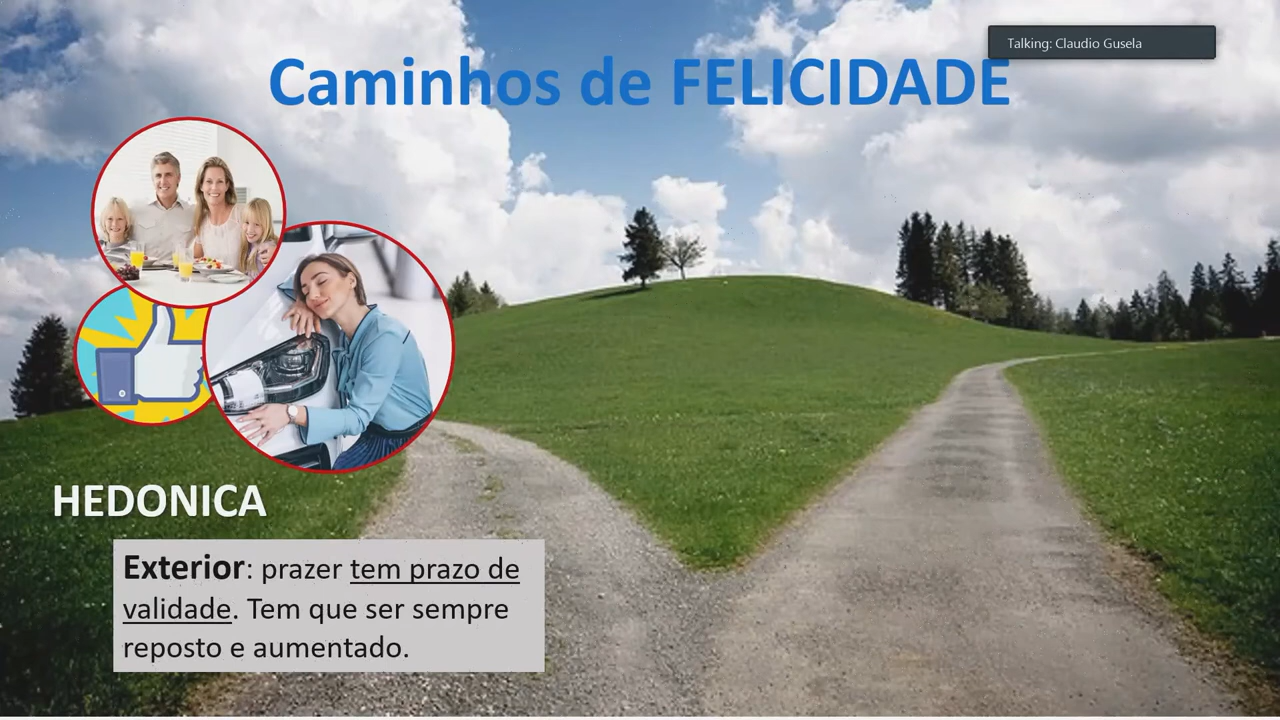 Talking: Claudio Gusela
Caminhos de FELICIDADE
HEDONICA
Exterior: prazer tem prazo de
validade. Tem que ser sempre
reposto e aumentado.